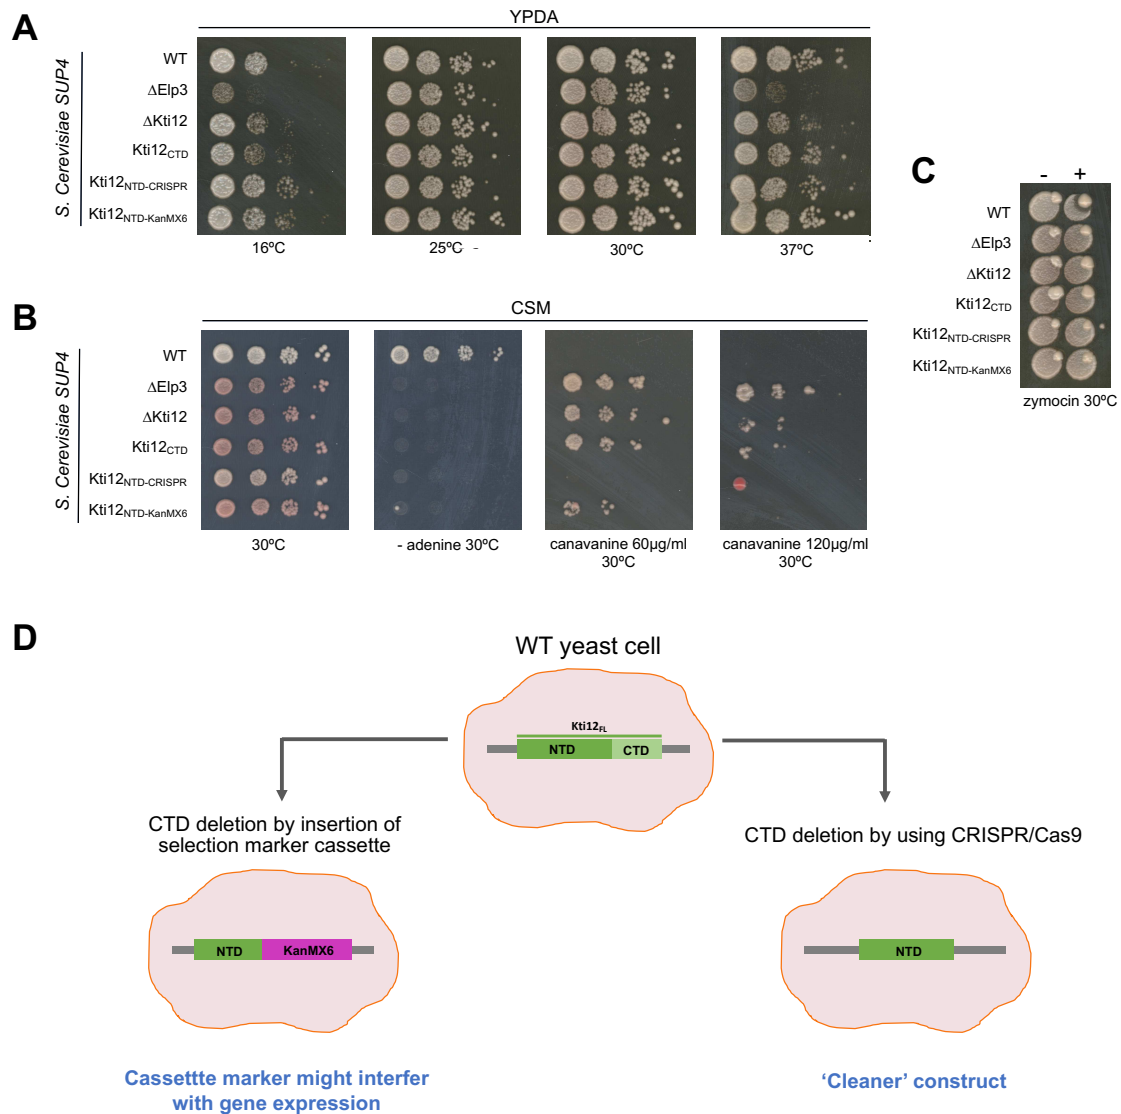 A
YPDA
S. Cerevisiae SUP4
WT
ΔElp3
ΔKti12
Kti12CTD
Kti12NTD-CRISPR
Kti12NTD-KanMX6
16ºC
25ºC -
30ºC
37ºC
B
CSM
S. Cerevisiae SUP4
WT
ΔElp3
ΔKti12
Kti12CTD
Kti12NTD-CRISPR
Kti12NTD-KanMX6
30ºC
- adenine 30ºC
canavanine 60µg/ml
30ºC
canavanine 120µg/ml
30ºC
C
- +
WT
ΔElp3
ΔKti12
Kti12CTD
Kti12NTD-CRISPR
Kti12NTD-KanMX6
zymocin 30ºC
D
WT yeast cell
Kti12FL
NTD CTD
CTD deletion by insertion of
selection marker cassette
NTD KanMX6
Cassettte marker might interfer
with gene expression
CTD deletion by using CRISPR/Cas9
NTD
‘Cleaner’ construct